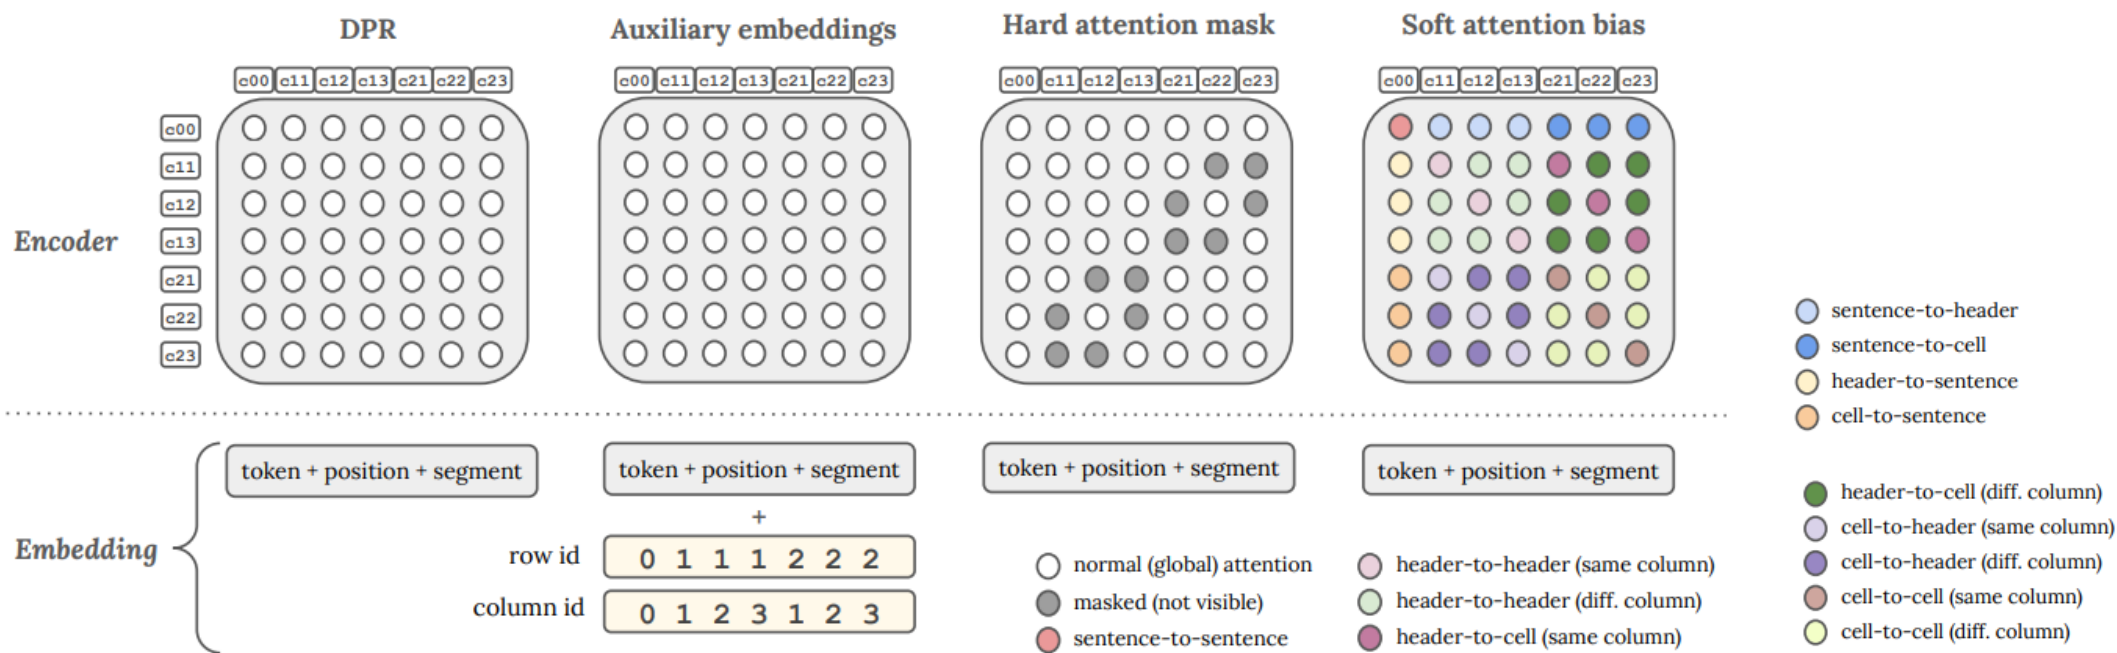 DPR
Auxiliary embeddings
Hard attention mask
Soft attention bias
c00 c11 c12 c13 c21 c22 c23
c00 c11 c12 c13 c21 c22 c23
c00 c11 c12 c13 c21 c22 c23
c00 c11 c12 c13 c21 c22 c23
Encoder
c00
c11
c12
c13
c21
c22
c23
sentence-to-header
sentence-to-cell
header-to-sentence
cell-to-sentence
Embedding
token + position + segment
token + position + segment
token + position + segment
token + position + segment
+
row id
0 1 1 1 2 2 2
column id
0 1 2 3 1 2 3
normal (global) attention
masked (not visible)
sentence-to-sentence
header-to-header (same column)
header-to-header (diff. column)
header-to-cell (same column)
header-to-cell (diff. column)
cell-to-header (same column)
cell-to-header (diff. column)
cell-to-cell (same column)
cell-to-cell (diff. column)